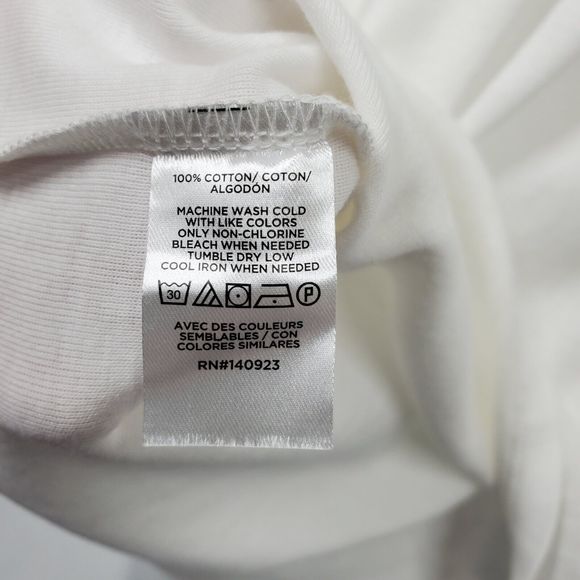 100% COTTON/ COTON/
ALGODÓN
MACHINE WASH COLD
WITH LIKE COLORS
ONLY NON-CHLORINE
BLEACH WHEN NEEDED
TUMBLE DRY LOW
COOL IRON WHEN NEEDED
30 P
AVEC DES COULEURS
SEMBLABLES / CON
COLORES SIMILARES
RN#140923